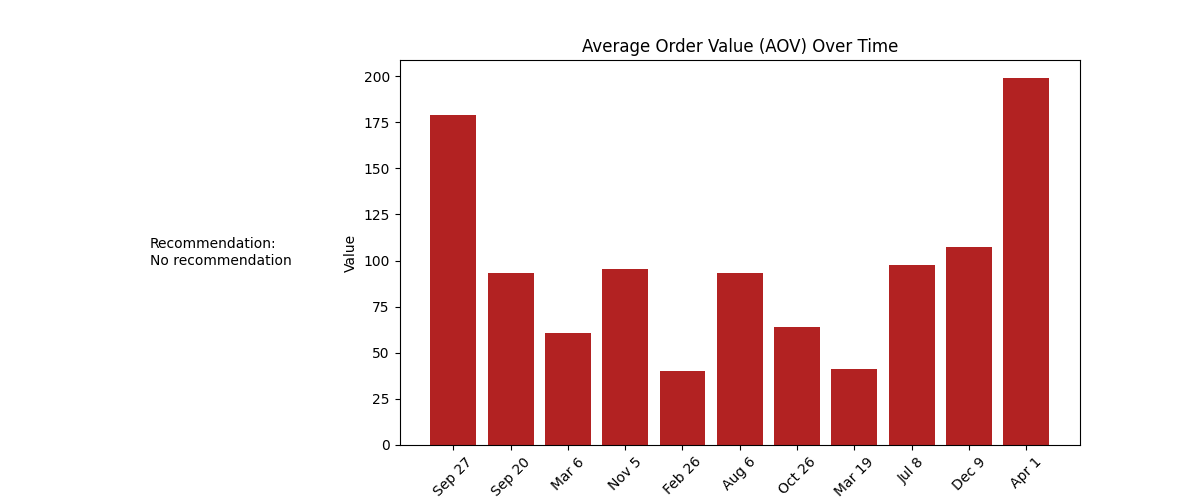 Average Order Value (AOV) Over Time
200
175
150
125
100
75
50
25
0
Value
Recommendation:
No recommendation
Sep 27
Sep 20
Mar 6
Nov 5
Feb 26
Aug 6
Oct 26
Mar 19
Jul 8
Dec 9
Apr 1